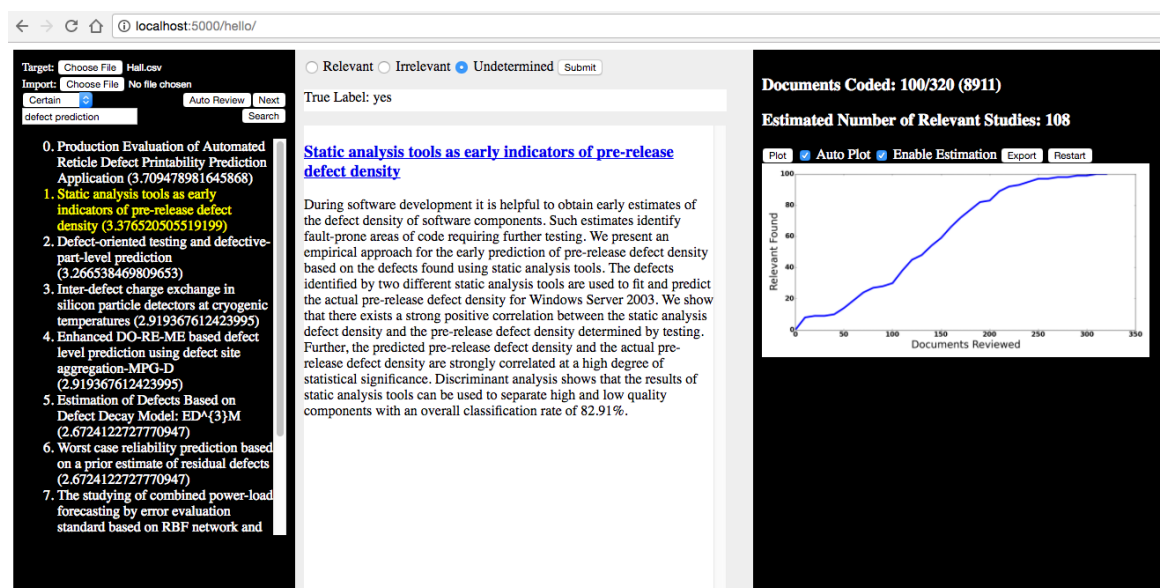 localhost:5000/hello/
Target: Choose File Hall.csv
Import: Choose File No file chosen
Certain Auto Review Next
defect prediction Search
0. Production Evaluation of Automated
Reticle Defect Printability Prediction
Application (3.709478981645868)
1. Static analysis tools as early
indicators of pre-release defect
density (3.376520505519199)
2. Defect-oriented testing and defective-
part-level prediction
(3.266538469809653)
3. Inter-defect charge exchange in
silicon particle detectors at cryogenic
temperatures (2.919367612423995)
4. Enhanced DO-RE-ME based defect
level prediction using defect site
aggregation-MPG-D
(2.919367612423995)
5. Estimation of Defects Based on
Defect Decay Model: ED^{3}M
(2.6724122727770947)
6. Worst case reliability prediction based
on a prior estimate of residual defects
(2.6724122727770947)
7. The studying of combined power-load
forecasting by error evaluation
standard based on RBF network and
Relevant Irrelevant Undetermined Submit
True Label: yes
Static analysis tools as early indicators of pre-release
defect density
During software development it is helpful to obtain early estimates of
the defect density of software components. Such estimates identify
fault-prone areas of code requiring further testing. We present an
empirical approach for the early prediction of pre-release defect density
based on the defects found using static analysis tools. The defects
identified by two different static analysis tools are used to fit and predict
the actual pre-release defect density for Windows Server 2003. We show
that there exists a strong positive correlation between the static analysis
defect density and the pre-release defect density determined by testing.
Further, the predicted pre-release defect density and the actual pre-
release defect density are strongly correlated at a high degree of
statistical significance. Discriminant analysis shows that the results of
static analysis tools can be used to separate high and low quality
components with an overall classification rate of 82.91%.
Documents Coded: 100/320 (8911)
Estimated Number of Relevant Studies: 108
Plot Auto Plot Enable Estimation Export Restart
100
80
60
40
20
0
Relevant Found
0 50 100 150 200 250 300 350
Documents Reviewed